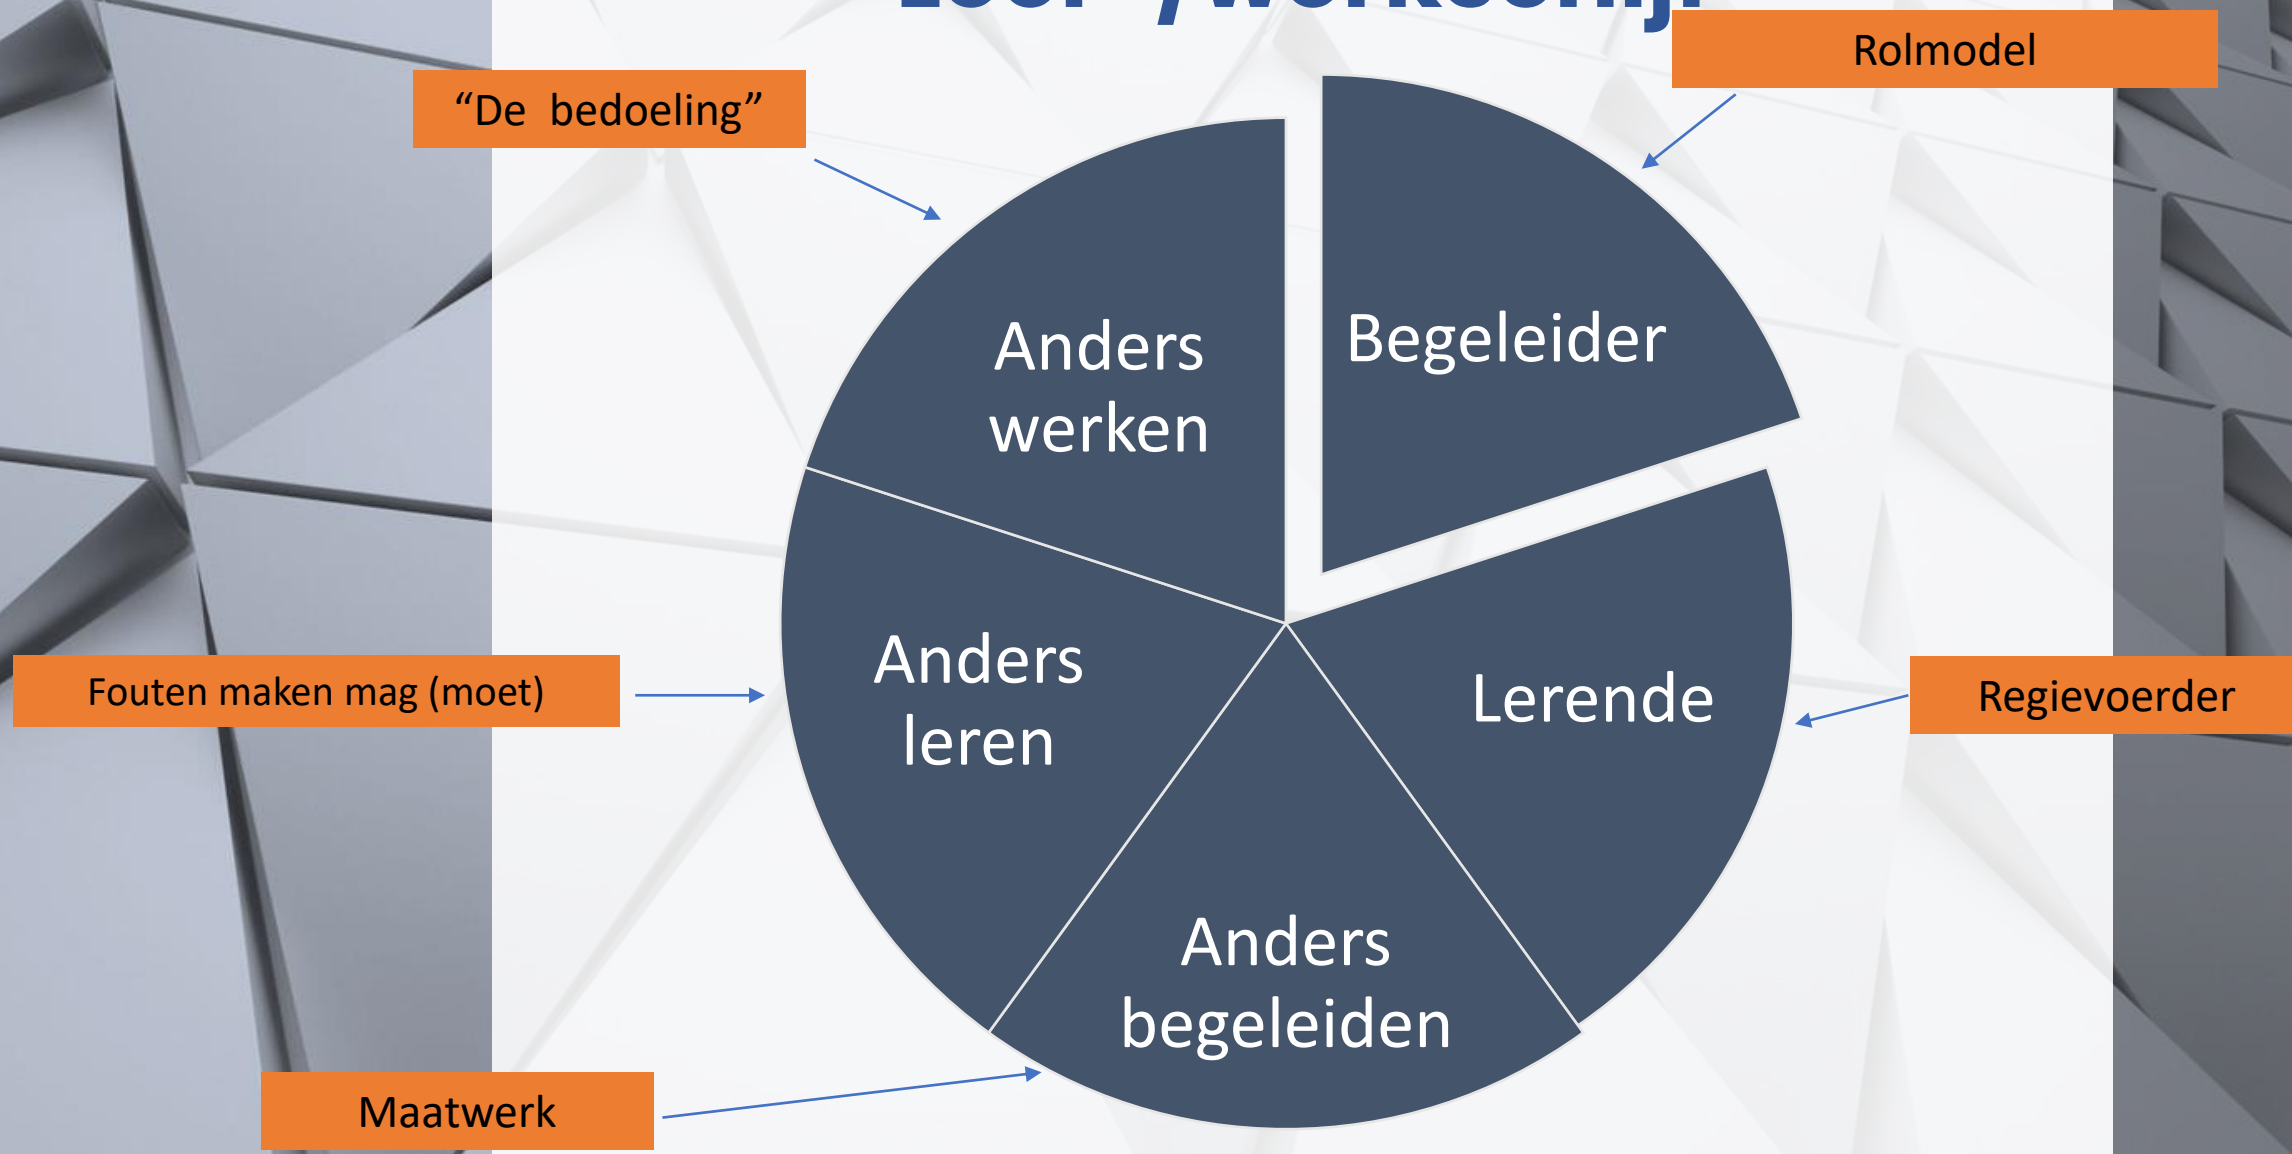 Rolmodel
“De bedoeling”
Begeleider
Anders
werken
Anders
leren
Lerende
Fouten maken mag (moet)
Regievoerder
Anders
begeleiden
Maatwerk